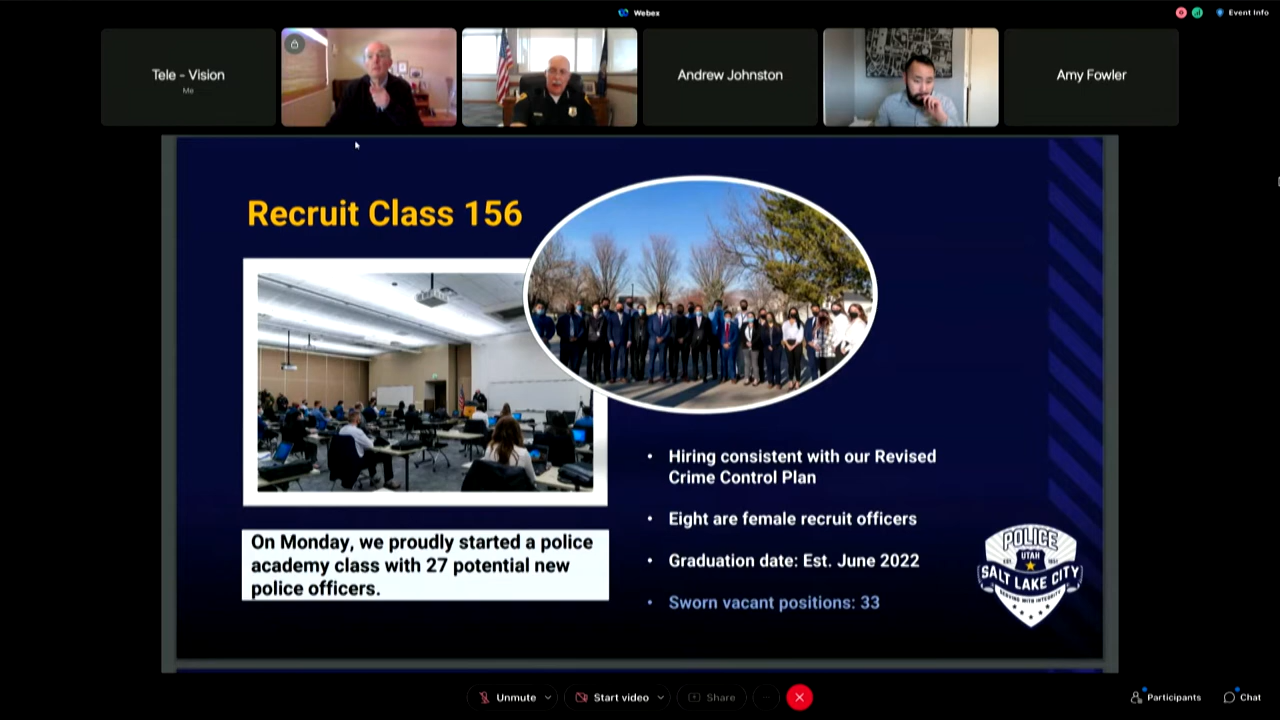 Webex
Event Info
Tele - Vision
Me
Andrew Johnston
Amy Fowler
Recruit Class 156
On Monday, we proudly started a police
academy class with 27 potential new
police officers.
• Hiring consistent with our Revised
Crime Control Plan
• Eight are female recruit officers
• Graduation date: Est. June 2022
• Sworn vacant positions: 33
POLICE
UTAH
SALT LAKE CITY
SERVING WITH INTEGRITY
Unmute
Start video
Share
Participants
Chat